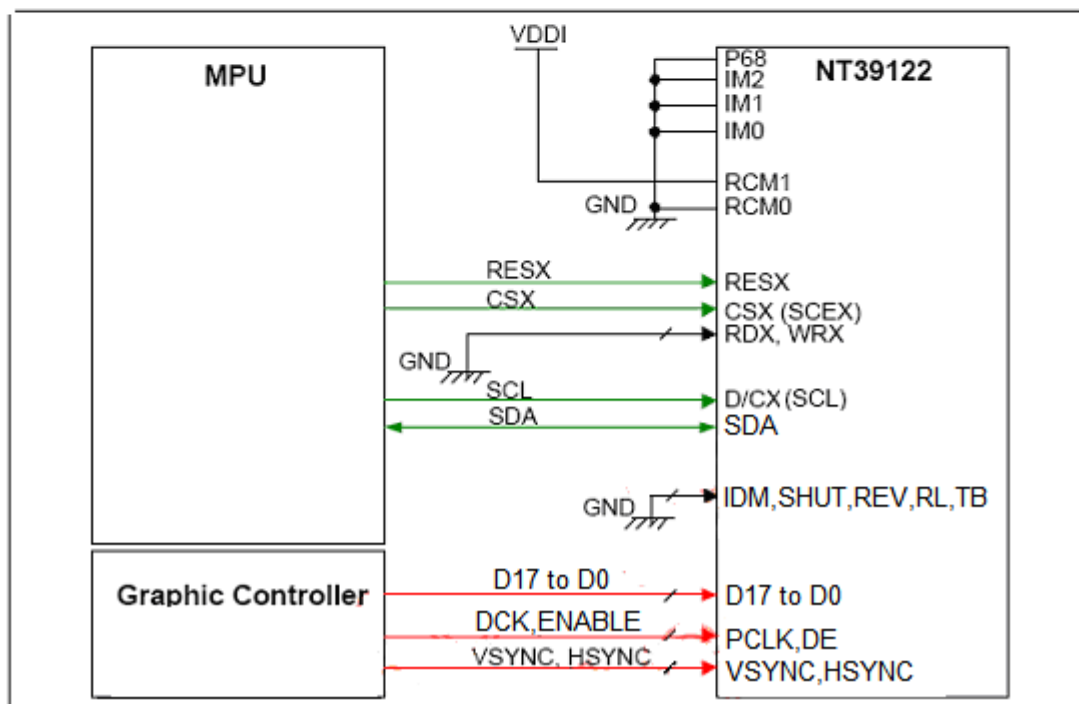 VDDI
MPU
P68
NT39122
IM2
IM1
IM0
RCM1
GND
RCM0
RESX
RESX
CSX
CSX (SCEX)
RDX, WRX
GND
SCL
D/CX (SCL)
SDA
SDA
IDM,SHUT,REV,RL,TB
GND
D17 to D0
Graphic Controller
D17 to D0
DCK,ENABLE
PCLK,DE
VSYNC, HSYNC
VSYNC,HSYNC